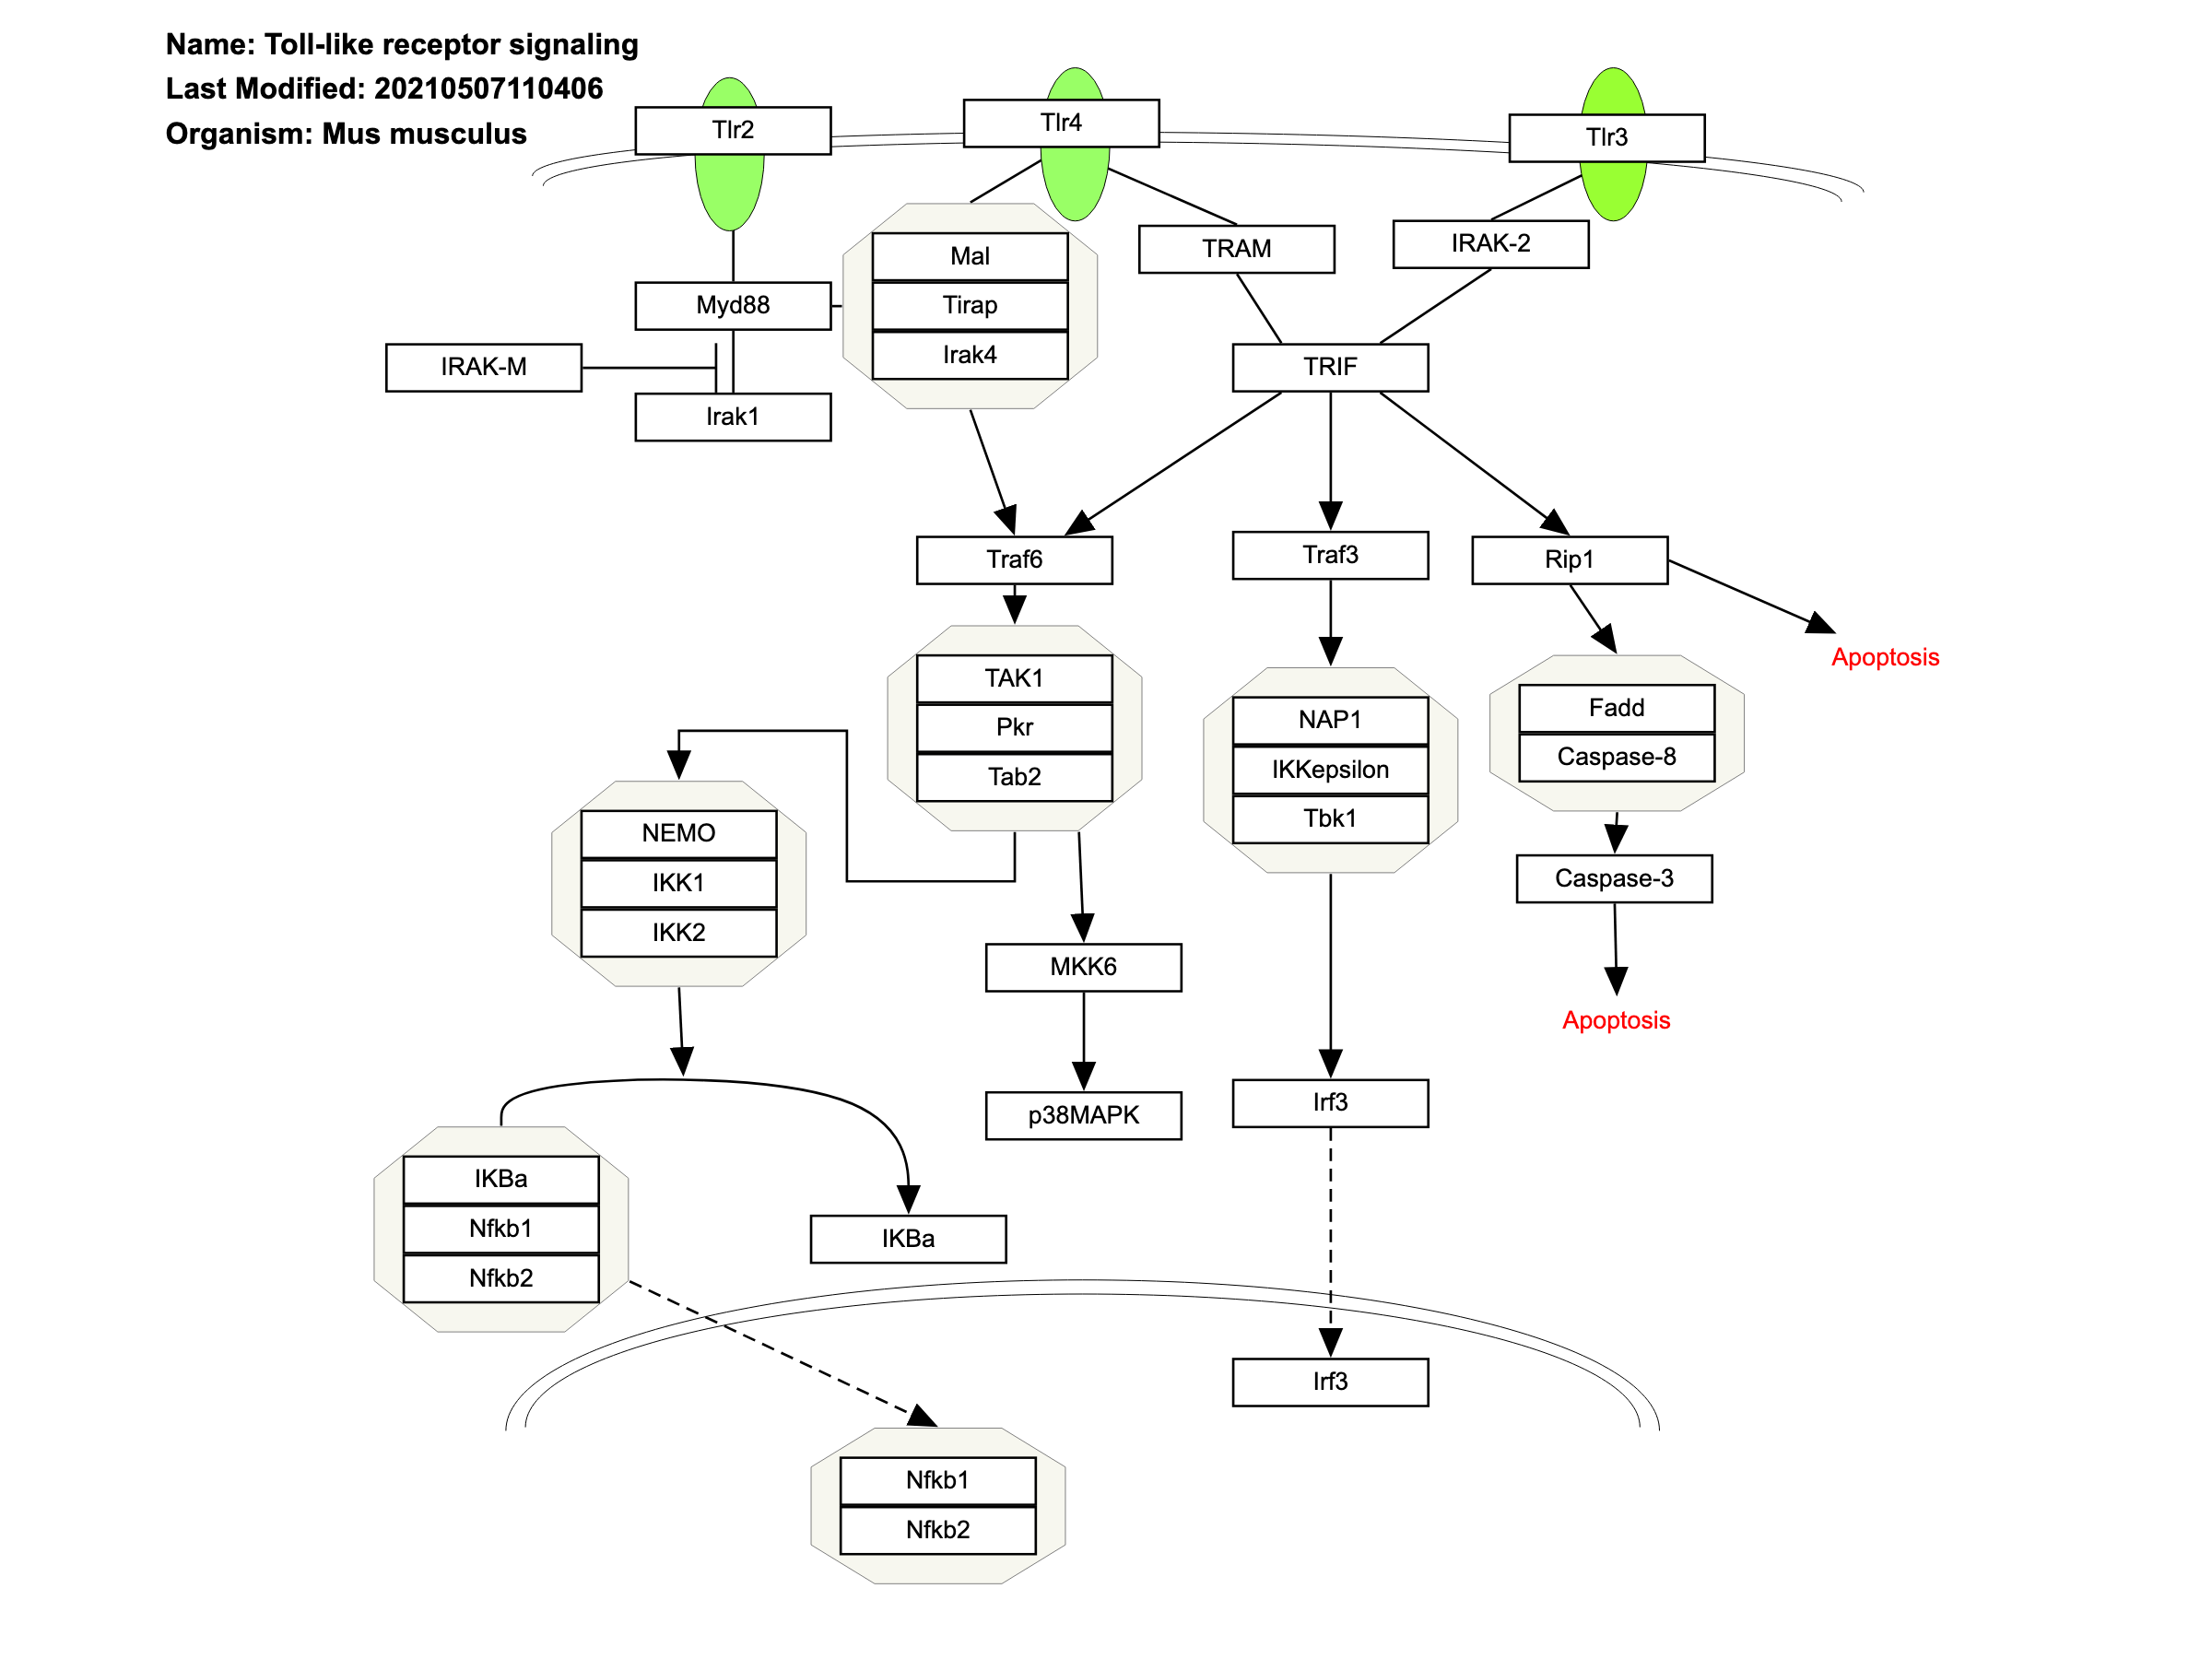 Name: Toll-like receptor signaling
Last Modified: 20210507110406
Organism: Mus musculus
Tlr2
Tlr4
Tlr3
Mal
Tirap
Irak4
TRAM
IRAK-2
Myd88
IRAK-M
Irak1
TRIF
Traf6
Traf3
Rip1
Apoptosis
TAK1
Pkr
Tab2
NAP1
IKKepsilon
Tbk1
Fadd
Caspase-8
NEMO
IKK1
IKK2
Caspase-3
MKK6
Apoptosis
p38MAPK
Irf3
IKBa
Nfkb1
Nfkb2
IKBa
Irf3
Nfkb1
Nfkb2